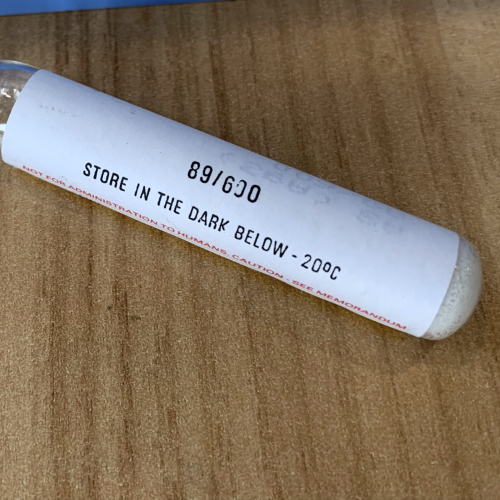 89/600
STORE IN THE DARK BELOW - 20ºC
NOT FOR ADMINISTRATION TO HUMANS. CAUTION - SEE MEMORANDUM